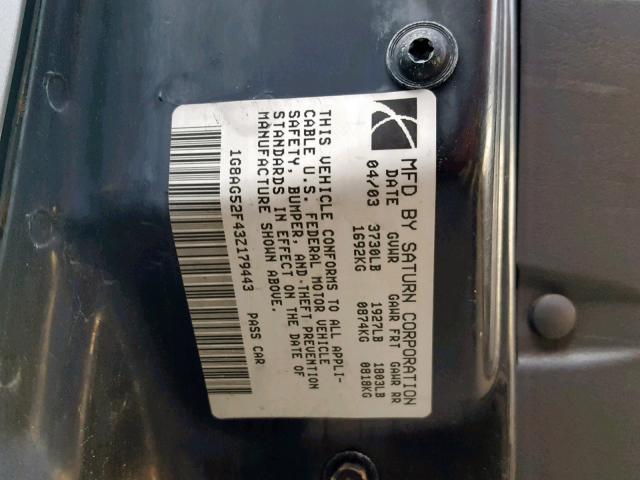 MFD BY SATURN CORPORATION
DATE GVWR GAWR FRT GAWR RR
04/03 3730LB 1927LB 1803LB
1692KG 0874KG 0818KG
THIS VEHICLE CONFORMS TO ALL APPLI-
CABLE U.S. FEDERAL MOTOR VEHICLE
SAFETY, BUMPER, AND THEFT PREVENTION
STANDARDS IN EFFECT ON THE DATE OF
MANUFACTURE SHOWN ABOVE.
1G8AG52F43Z179443 PASS CAR